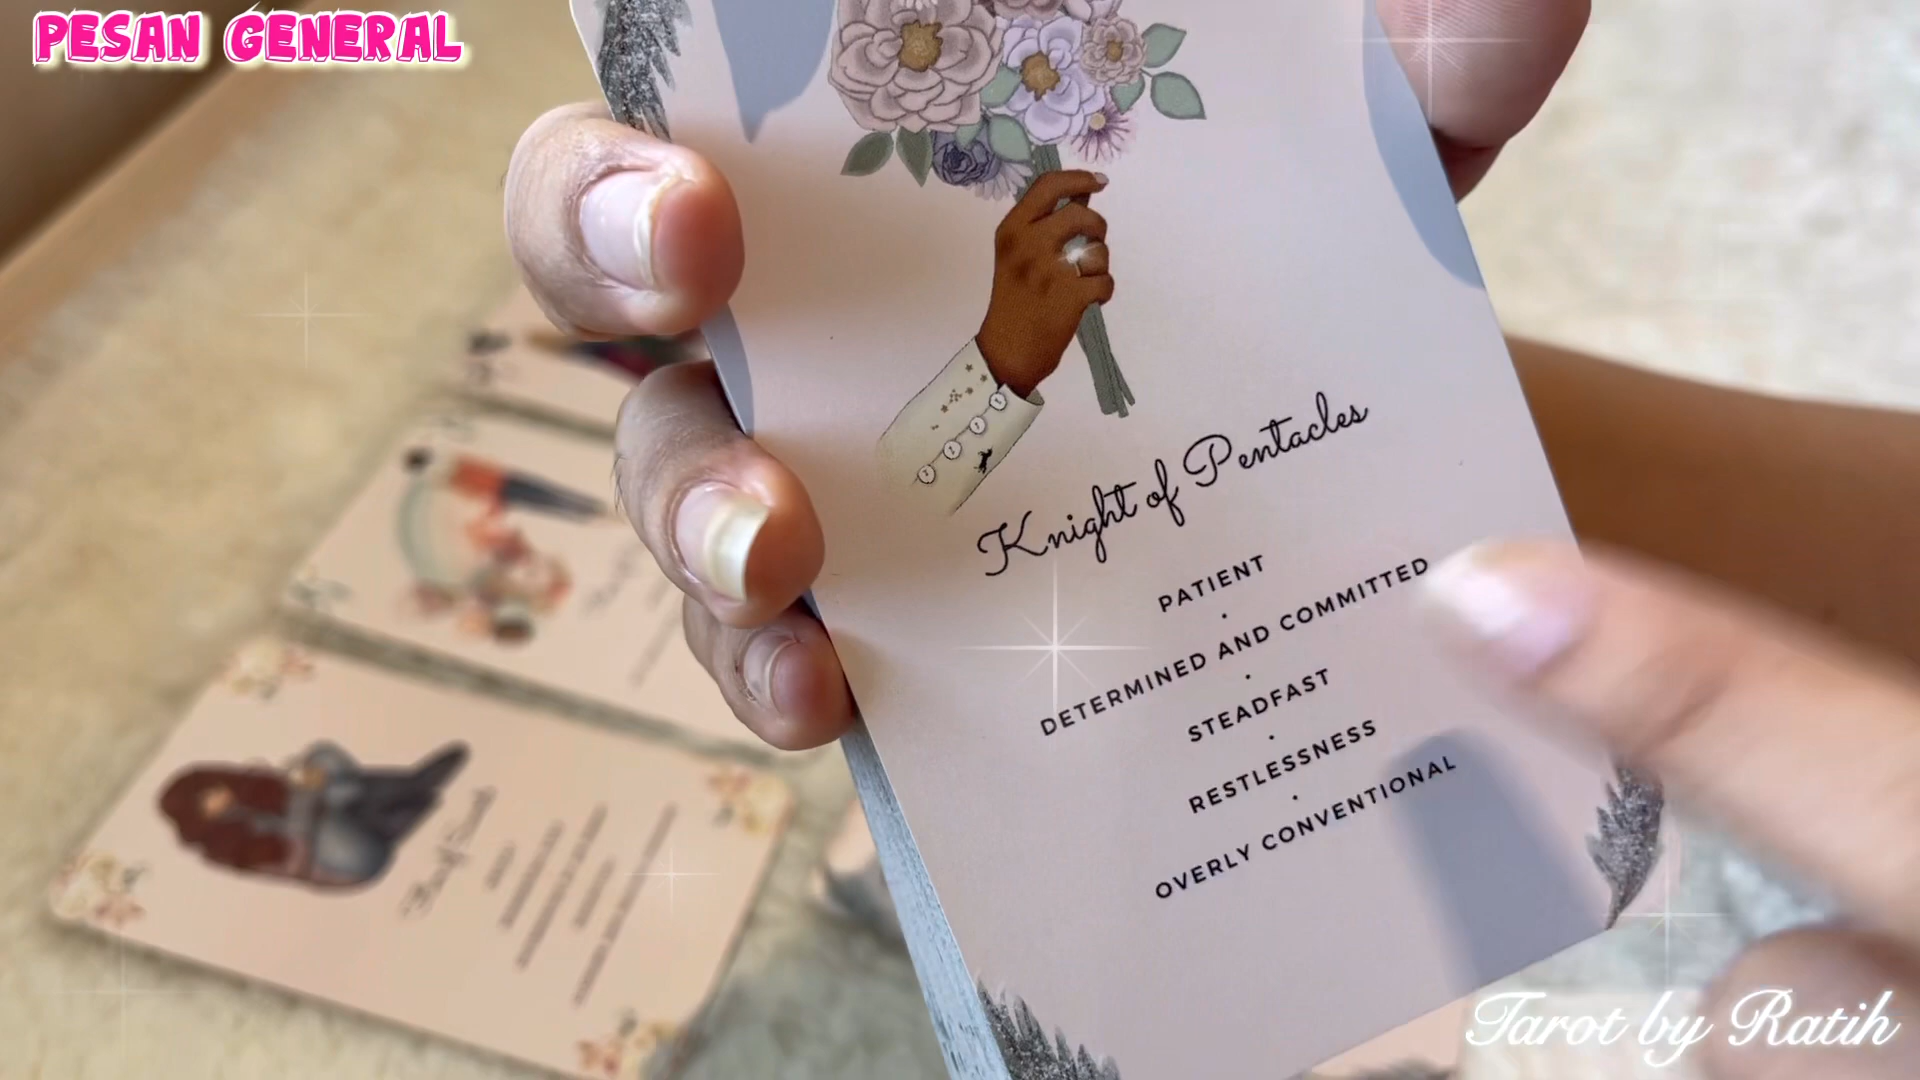 PESAN GENERAL
Knight of Pentacles
PATIENT
DETERMINED AND COMMITTED
STEADFAST
RESTLESSNESS
OVERLY CONVENTIONAL
Tarot by Ratih